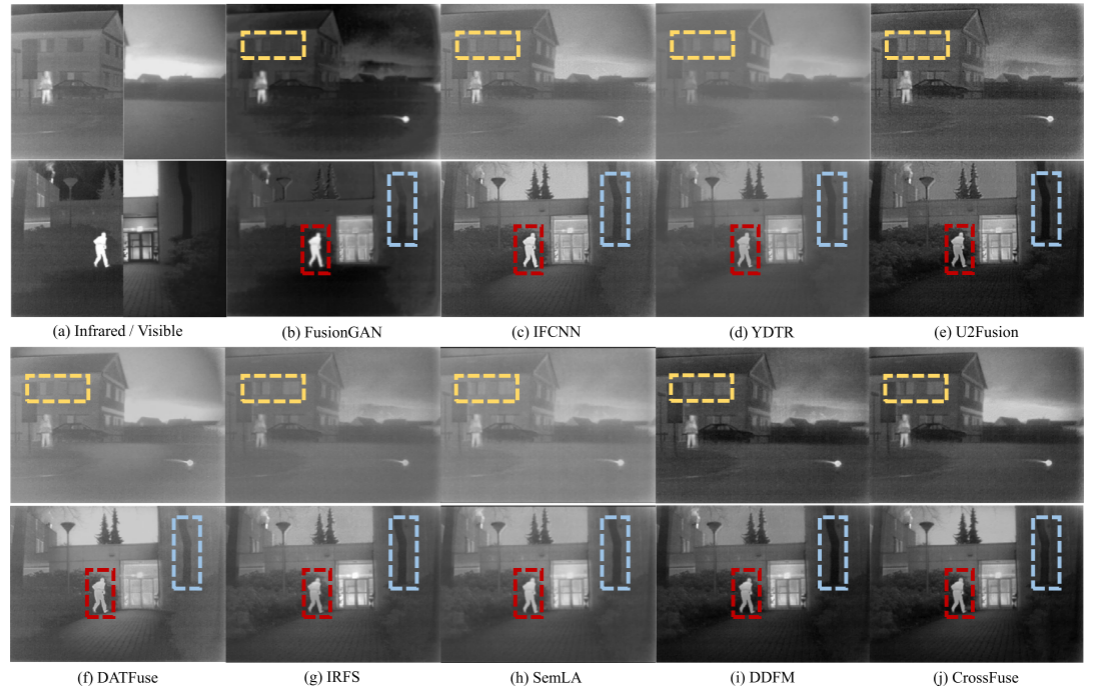 (a) Infrared / Visible
(b) FusionGAN
(c) IFCNN
(d) YDTR
(e) U2Fusion
(f) DATFuse
(g) IRFS
(h) SemLA
(i) DDFM
(j) CrossFuse